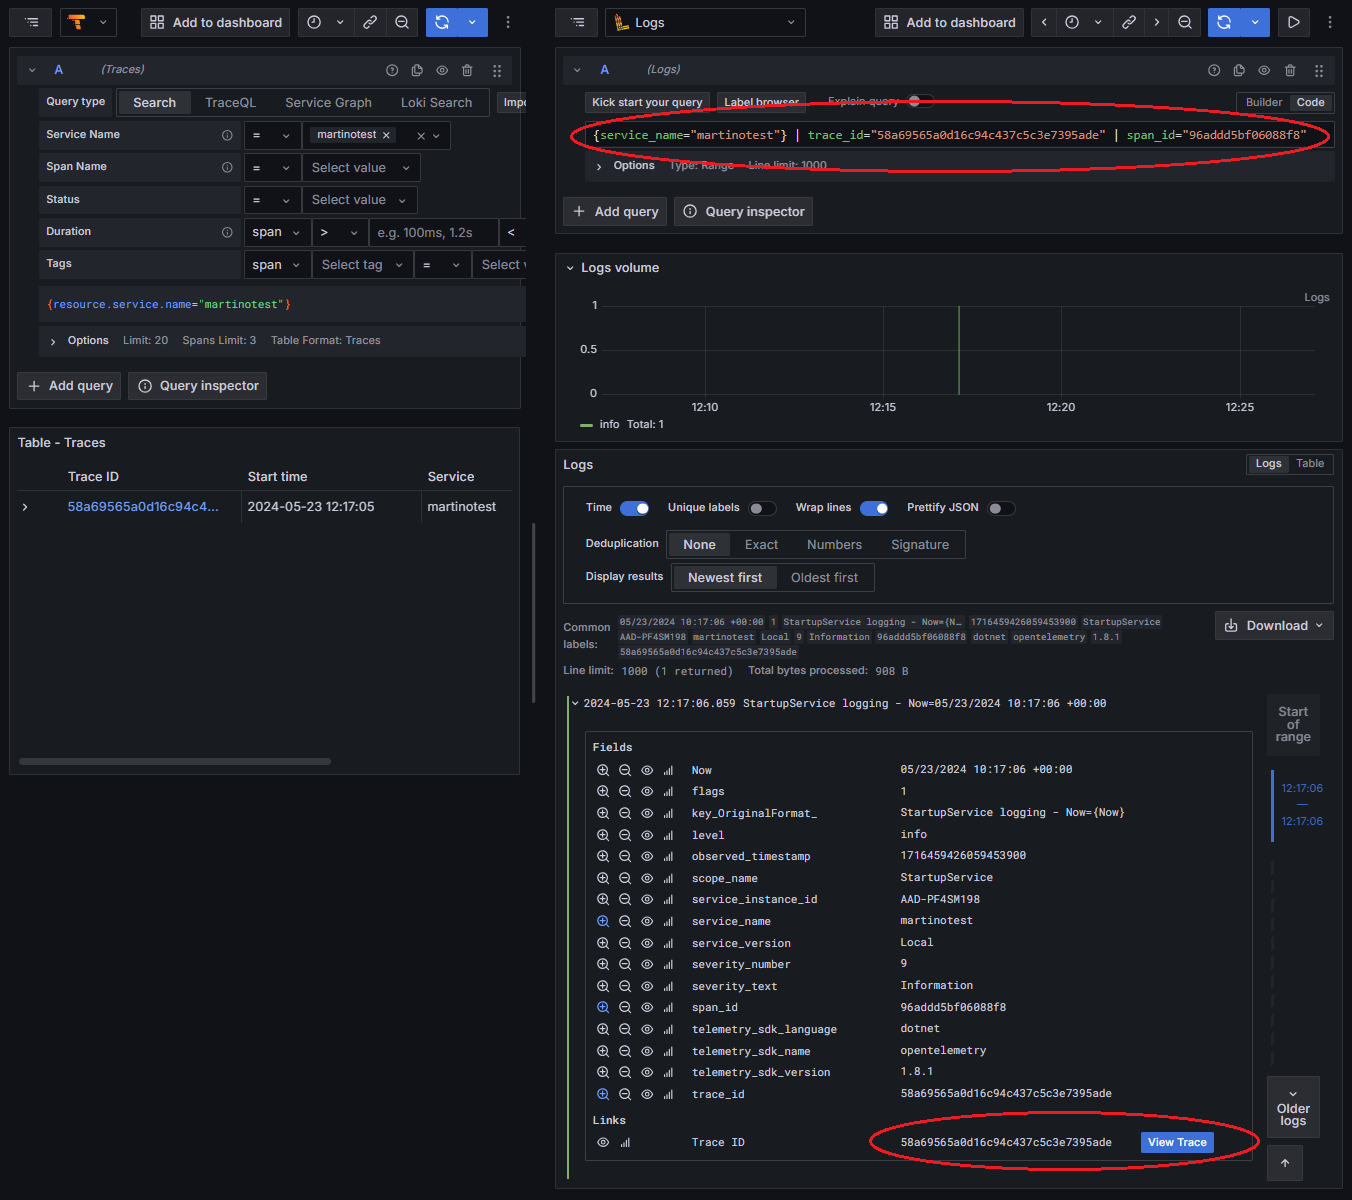 Add to dashboard
A (Traces)
Query type Search TraceQL Service Graph Loki Search Impo
Service Name = martinotest
Span Name = Select value
Status = Select value
Duration span > e.g. 100ms, 1.2s <
Tags span Select tag = Select v
{resource.service.name="martinotest"}
Options Limit: 20 Spans Limit: 3 Table Format: Traces
+ Add query Query inspector
Table - Traces
Trace ID Start time Service
58a69565a0d16c94c4... 2024-05-23 12:17:05 martinotest
Logs Add to dashboard
A (Logs)
Kick start your query Label browser Explain query Builder Code
{service_name="martinotest"} | trace_id="58a69565a0d16c94c437c5c3e7395ade" | span_id="96addd5bf06088f8"
Options Type: Range Line limit: 1000
+ Add query Query inspector
Logs volume
Logs
1
0.5
0
12:10 12:15 12:20 12:25
info Total: 1
Logs Logs Table
Time Unique labels Wrap lines Prettify JSON
Deduplication None Exact Numbers Signature
Display results Newest first Oldest first
Common labels: 05/23/2024 10:17:06 +00:00 1 StartupService logging - Now={N… 1716459426059453900 StartupService
AAD-PF4SM198 martinotest Local 9 Information 96addd5bf06088f8 dotnet opentelemetry 1.8.1
58a69565a0d16c94c437c5c3e7395ade
Download
Line limit: 1000 (1 returned) Total bytes processed: 908 B
2024-05-23 12:17:06.059 StartupService logging - Now=05/23/2024 10:17:06 +00:00
Fields
Now 05/23/2024 10:17:06 +00:00
flags 1
key_OriginalFormat_ StartupService logging - Now={Now}
level info
observed_timestamp 1716459426059453900
scope_name StartupService
service_instance_id AAD-PF4SM198
service_name martinotest
service_version Local
severity_number 9
severity_text Information
span_id 96addd5bf06088f8
telemetry_sdk_language dotnet
telemetry_sdk_name opentelemetry
telemetry_sdk_version 1.8.1
trace_id 58a69565a0d16c94c437c5c3e7395ade
Links
Trace ID 58a69565a0d16c94c437c5c3e7395ade View Trace
Start
of
range
12:17:06
—
12:17:06
Older
logs